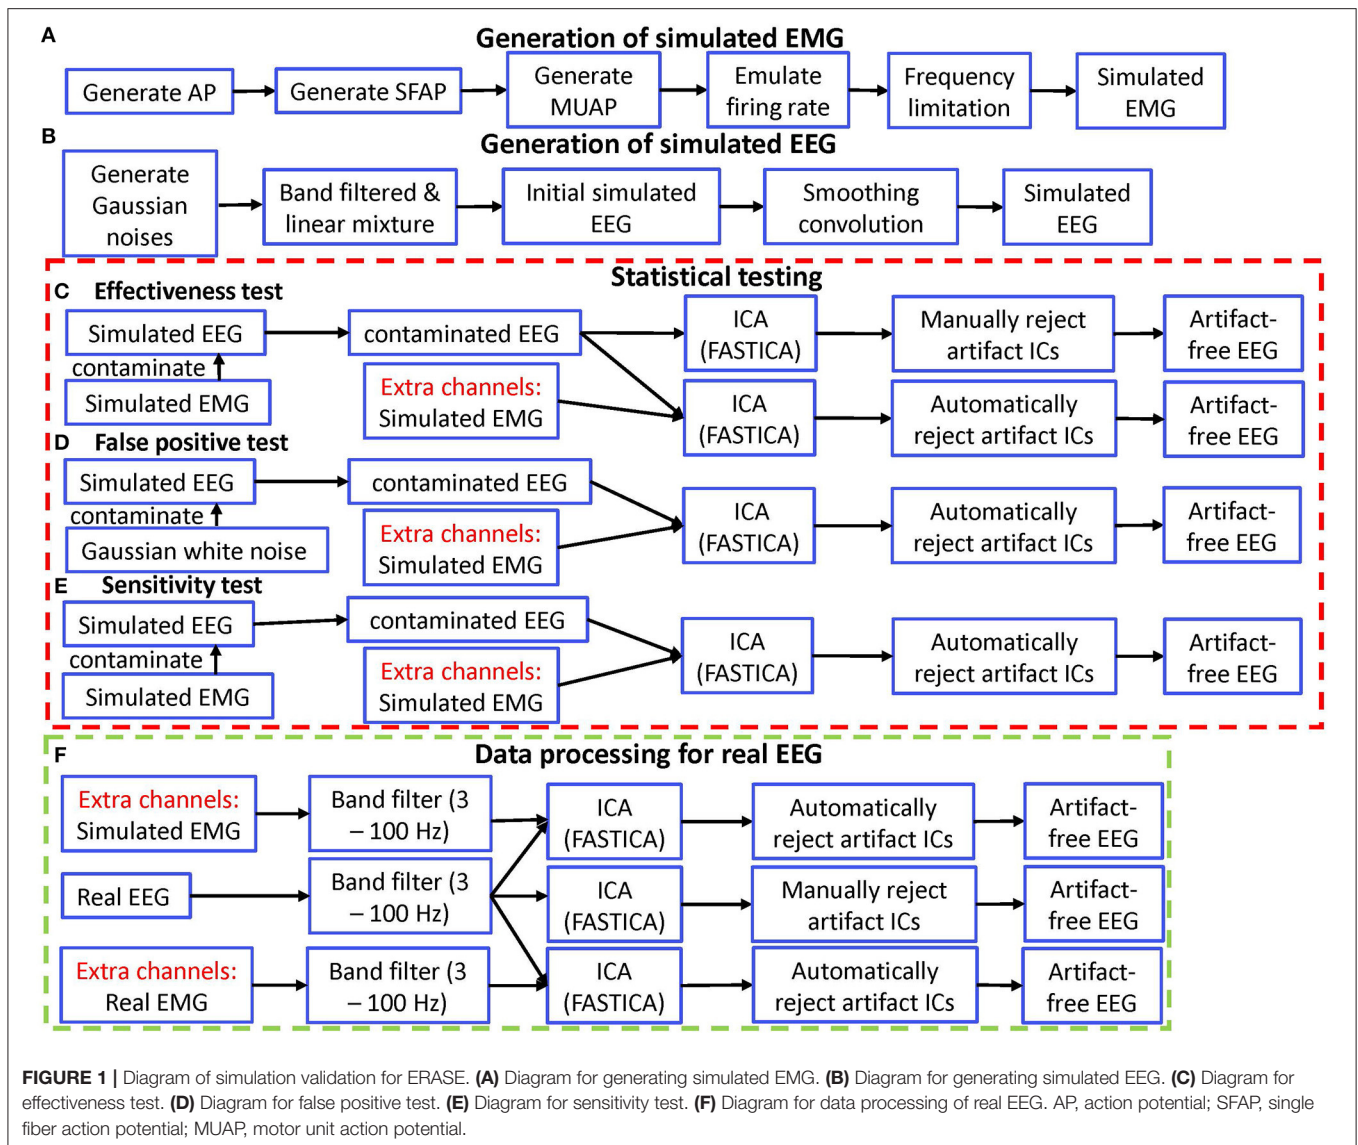 A
Generation of simulated EMG
Generate AP
Generate SFAP
Generate
MUAP
Emulate
firing rate
Frequency
limitation
Simulated
EMG
B
Generation of simulated EEG
Generate
Gaussian
noises
Band filtered &
linear mixture
Initial simulated
EEG
Smoothing
convolution
Simulated
EEG
Statistical testing
C Effectiveness test
Simulated EEG
contaminate
Simulated EMG
contaminated EEG
Extra channels:
Simulated EMG
ICA
(FASTICA)
Manually reject
artifact ICs
Artifact-
free EEG
ICA
(FASTICA)
Automatically
reject artifact ICs
Artifact-
free EEG
D False positive test
Simulated EEG
contaminate
Gaussian white noise
contaminated EEG
Extra channels:
Simulated EMG
ICA
(FASTICA)
Automatically
reject artifact ICs
Artifact-
free EEG
E Sensitivity test
Simulated EEG
contaminate
Simulated EMG
contaminated EEG
Extra channels:
Simulated EMG
ICA
(FASTICA)
Automatically
reject artifact ICs
Artifact-
free EEG
F
Data processing for real EEG
Extra channels:
Simulated EMG
Band filter (3
– 100 Hz)
ICA
(FASTICA)
Automatically
reject artifact ICs
Artifact-
free EEG
Real EEG
Band filter (3
– 100 Hz)
ICA
(FASTICA)
Manually reject
artifact ICs
Artifact-
free EEG
Extra channels:
Real EMG
Band filter (3
– 100 Hz)
ICA
(FASTICA)
Automatically
reject artifact ICs
Artifact-
free EEG
FIGURE 1 | Diagram of simulation validation for ERASE. (A) Diagram for generating simulated EMG. (B) Diagram for generating simulated EEG. (C) Diagram for
effectiveness test. (D) Diagram for false positive test. (E) Diagram for sensitivity test. (F) Diagram for data processing of real EEG. AP, action potential; SFAP, single
fiber action potential; MUAP, motor unit action potential.